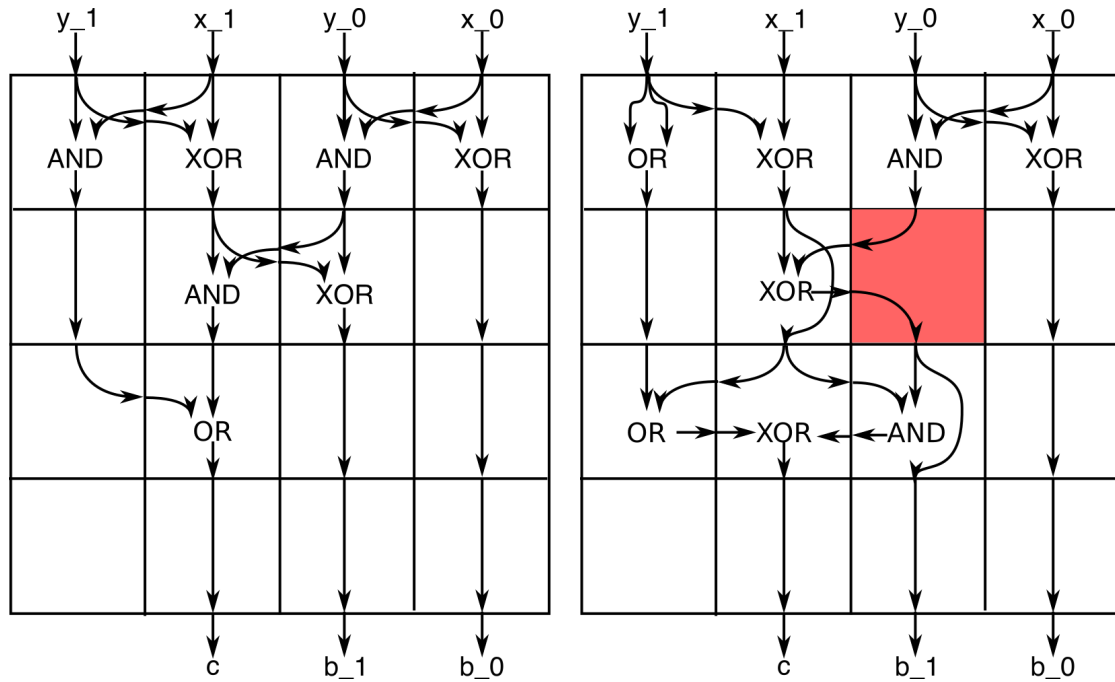 y_1 x_1 y_0 x_0 y_1 x_1 y_0 x_0
AND XOR AND XOR OR XOR AND XOR
AND XOR XOR
OR OR XOR AND
c b_1 b_0 c b_1 b_0